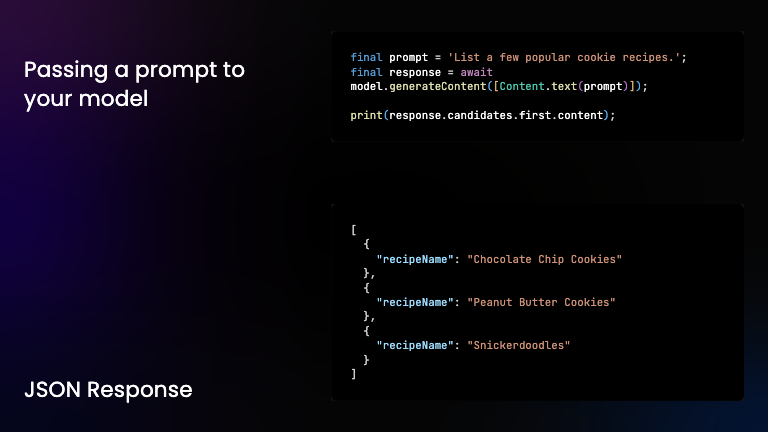 Passing a prompt to
your model
final prompt = 'List a few popular cookie recipes.';
final response = await
model.generateContent([Content.text(prompt)]);
print(response.candidates.first.content);
[
  {
    "recipeName": "Chocolate Chip Cookies"
  },
  {
    "recipeName": "Peanut Butter Cookies"
  },
  {
    "recipeName": "Snickerdoodles"
  }
]
JSON Response